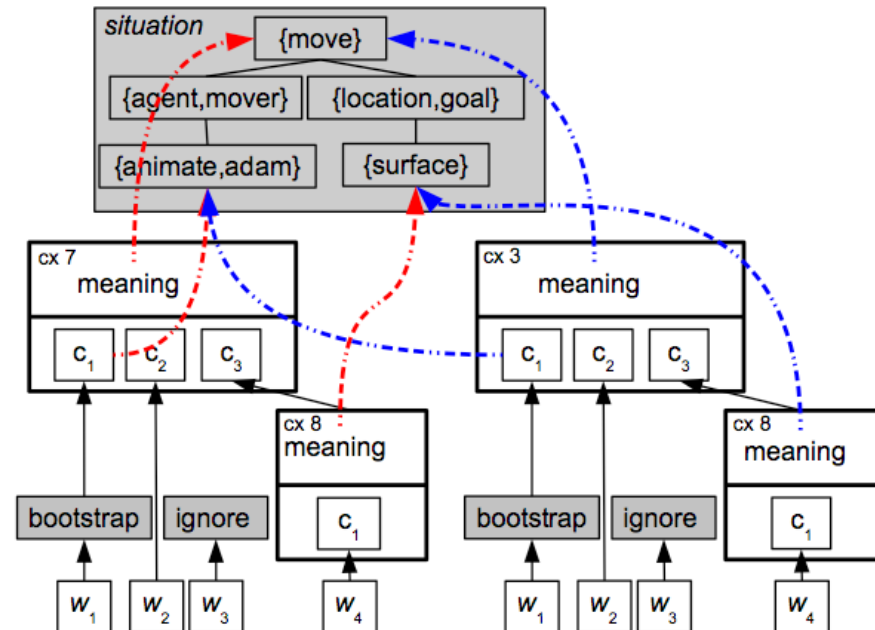 situation
{move}
{agent,mover} {location,goal}
{animate,adam} {surface}
cx 7
meaning
c₁ c₂ c₃
cx 3
meaning
c₁ c₂ c₃
cx 8
meaning
c₁
cx 8
meaning
c₁
bootstrap ignore
bootstrap ignore
w₁ w₂ w₃ w₄
w₁ w₂ w₃ w₄